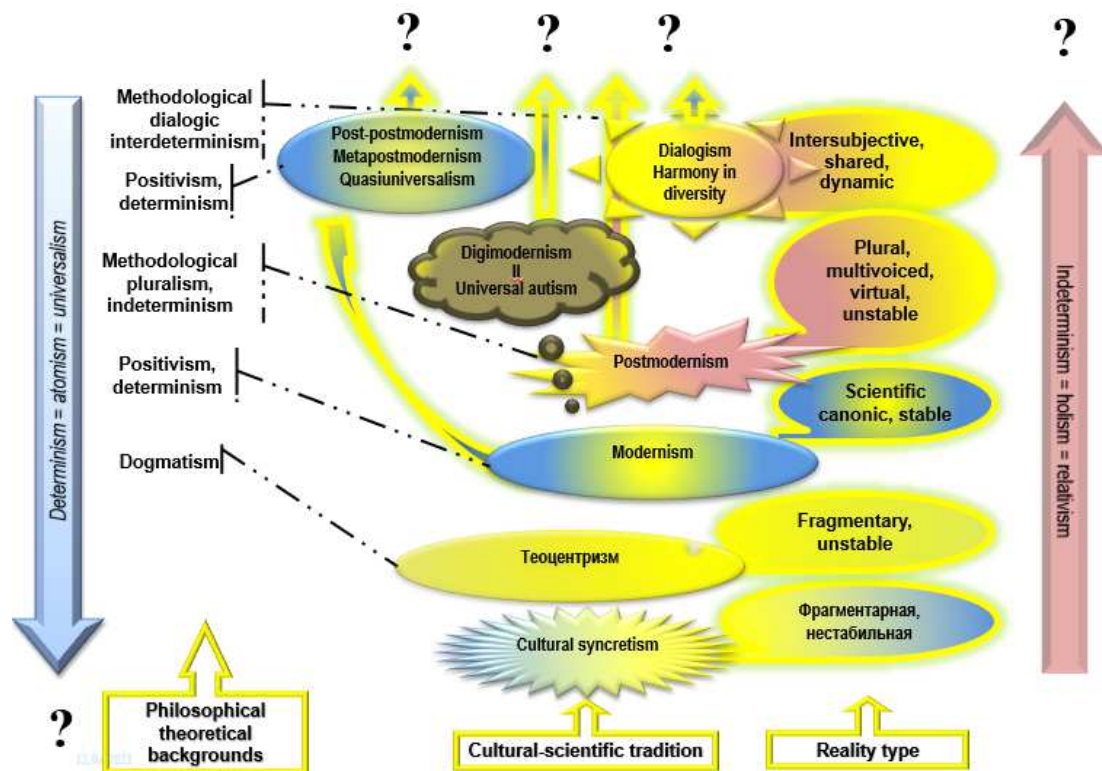 ?
?
?
?
Methodological
dialogic
interdeterminism
Positivism,
determinism
Methodological
pluralism,
indeterminism
Positivism,
determinism
Dogmatism
Determinism = atomism = universalism
?
Philosophical
theoretical
backgrounds
Post-postmodernism
Metapostmodernism
Quasiuniversalism
Dialogism
Harmony in
diversity
Digimodernism
=
Universal autism
Postmodernism
Modernism
Теоцентризм
Cultural syncretism
Cultural-scientific tradition
Intersubjective,
shared,
dynamic
Plural,
multivoiced,
virtual,
unstable
Scientific
canonic, stable
Fragmentary,
unstable
Фрагментарная,
нестабильная
Reality type
Indeterminism = holism = relativism